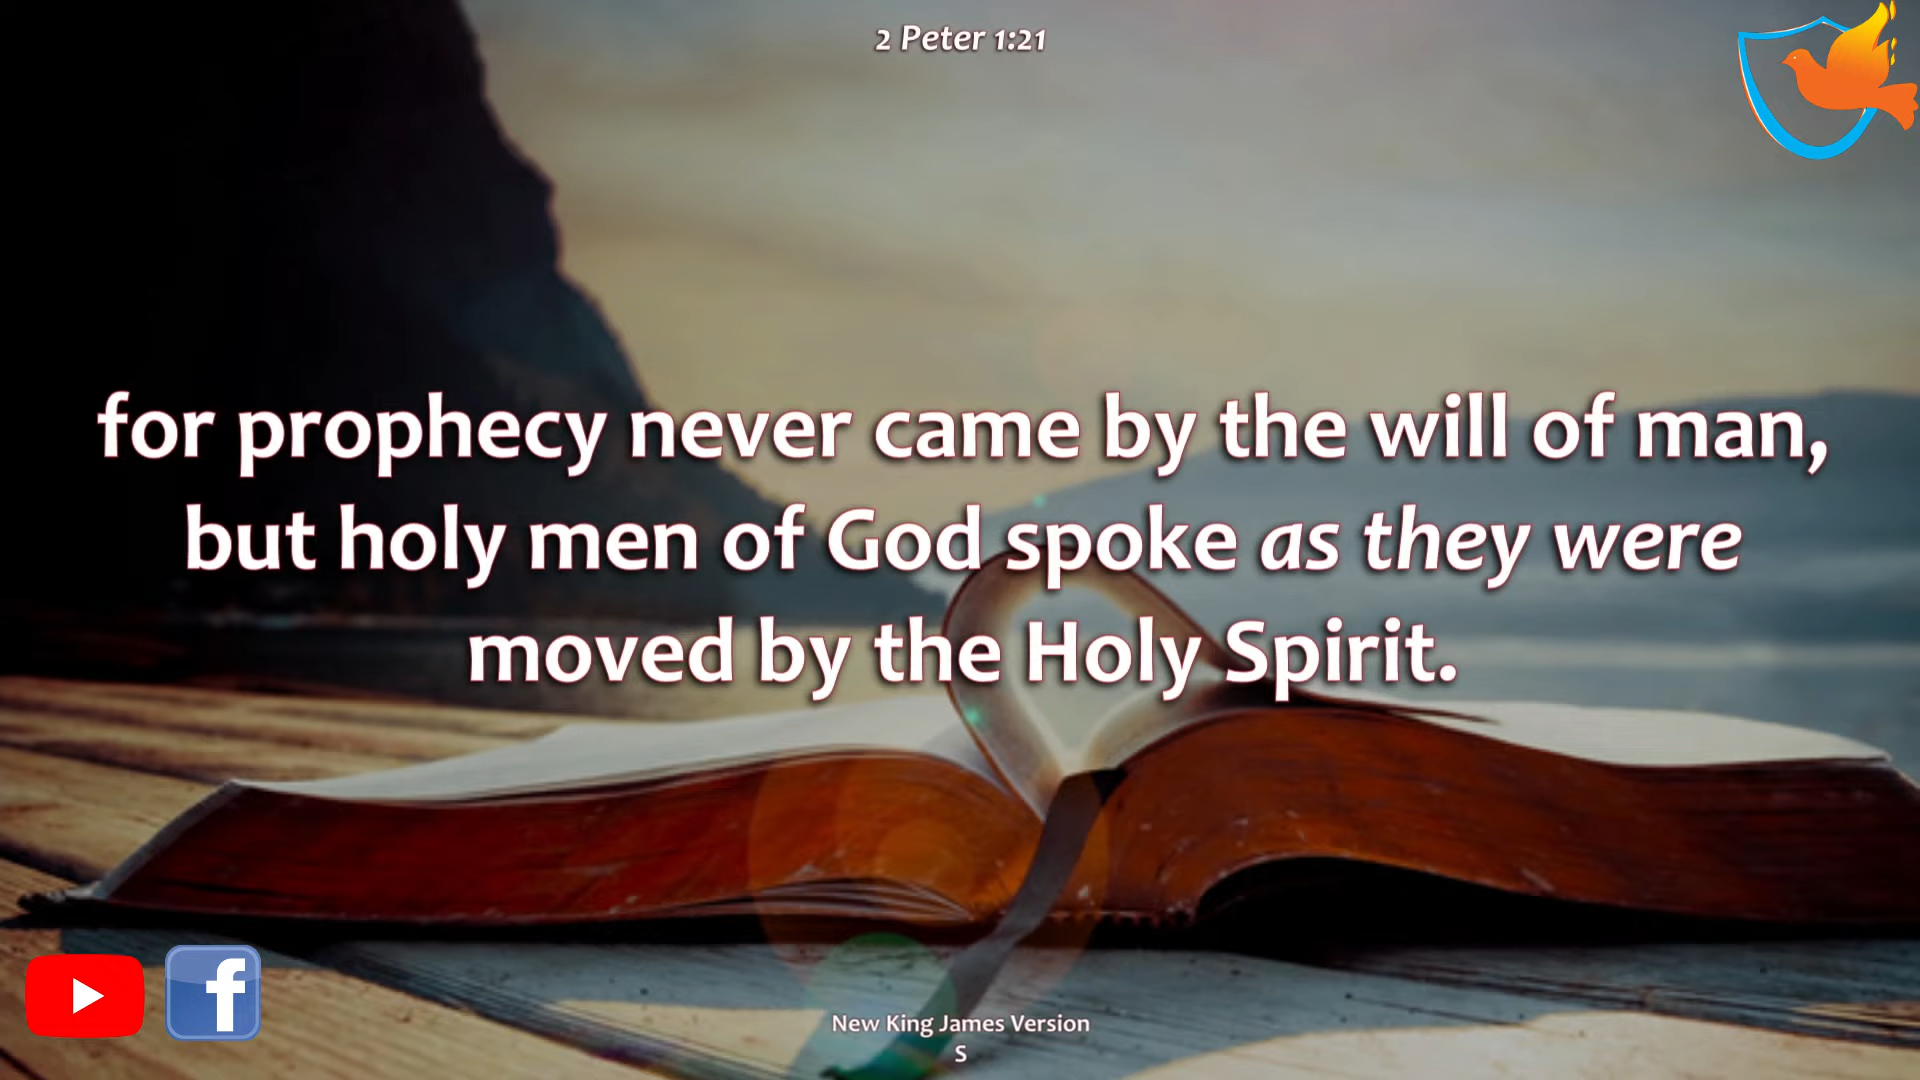 2 Peter 1:21
for prophecy never came by the will of man,
but holy men of God spoke as they were
moved by the Holy Spirit.
f
New King James Version
S